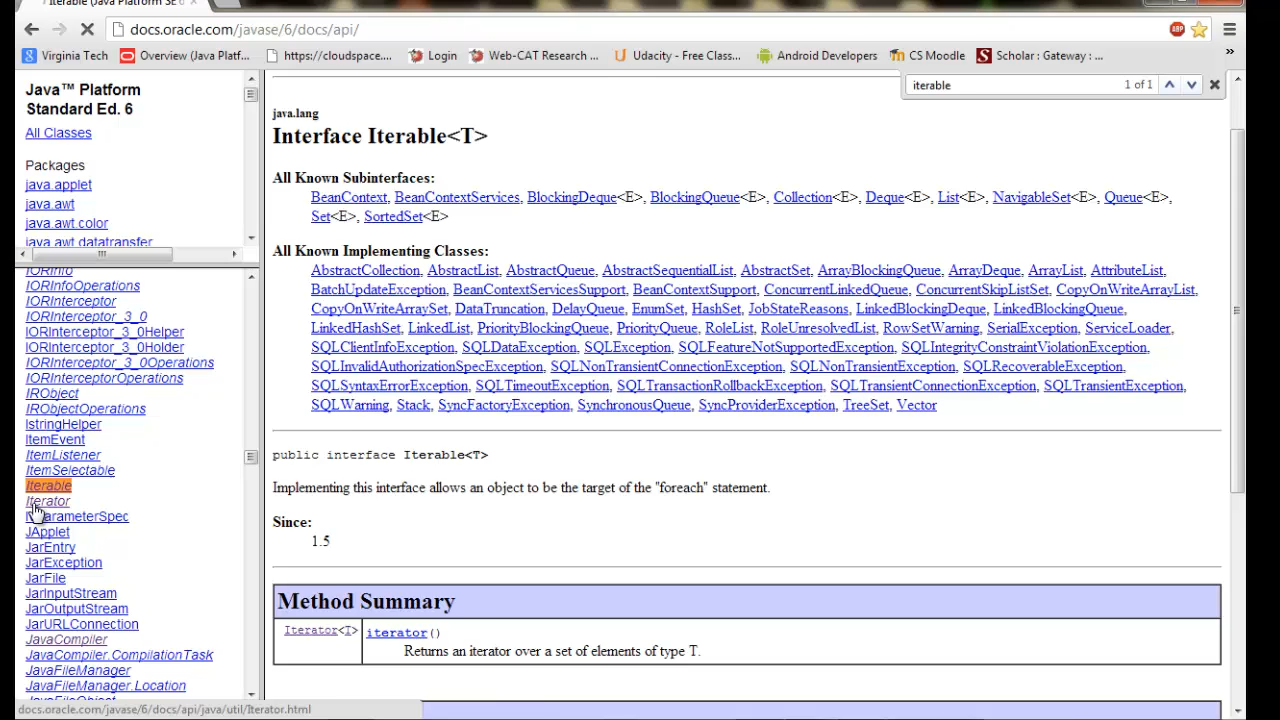 Iterable (Java Platform SE 6
docs.oracle.com/javase/6/docs/api/
Virginia Tech
Overview (Java Platf...
https://cloudspace....
Login
Web-CAT Research ...
Udacity - Free Class...
Android Developers
CS Moodle
Scholar : Gateway : ...
»
iterable
1 of 1
Java™ Platform
Standard Ed. 6
All Classes
Packages
java.applet
java.awt
java.awt.color
java.awt.datatransfer
IORInfo
IORInfoOperations
IORInterceptor
IORInterceptor_3_0
IORInterceptor_3_0Helper
IORInterceptor_3_0Holder
IORInterceptor_3_0Operations
IORInterceptorOperations
IRObject
IRObjectOperations
IstringHelper
ItemEvent
ItemListener
ItemSelectable
Iterable
Iterator
JApplet
JarEntry
JarException
JarFile
JarInputStream
JarOutputStream
JarURLConnection
JavaCompiler
JavaCompiler.CompilationTask
JavaFileManager
JavaFileManager.Location
JavaFileObject
docs.oracle.com/javase/6/docs/api/java/util/Iterator.html
java.lang
Interface Iterable<T>
All Known Subinterfaces:
BeanContext, BeanContextServices, BlockingDeque<E>, BlockingQueue<E>, Collection<E>, Deque<E>, List<E>, NavigableSet<E>, Queue<E>,
Set<E>, SortedSet<E>
All Known Implementing Classes:
AbstractCollection, AbstractList, AbstractQueue, AbstractSequentialList, AbstractSet, ArrayBlockingQueue, ArrayDeque, ArrayList, AttributeList,
BatchUpdateException, BeanContextServicesSupport, BeanContextSupport, ConcurrentLinkedQueue, ConcurrentSkipListSet, CopyOnWriteArrayList,
CopyOnWriteArraySet, DataTruncation, DelayQueue, EnumSet, HashSet, JobStateReasons, LinkedBlockingDeque, LinkedBlockingQueue,
LinkedHashSet, LinkedList, PriorityBlockingQueue, PriorityQueue, RoleList, RoleUnresolvedList, RowSetWarning, SerialException, ServiceLoader,
SQLClientInfoException, SQLDataException, SQLException, SQLFeatureNotSupportedException, SQLIntegrityConstraintViolationException,
SQLInvalidAuthorizationSpecException, SQLNonTransientConnectionException, SQLNonTransientException, SQLRecoverableException,
SQLSyntaxErrorException, SQLTimeoutException, SQLTransactionRollbackException, SQLTransientConnectionException, SQLTransientException,
SQLWarning, Stack, SyncFactoryException, SynchronousQueue, SyncProviderException, TreeSet, Vector
public interface Iterable<T>
Implementing this interface allows an object to be the target of the "foreach" statement.
Since:
1.5
Method Summary
Iterator<T> iterator()
Returns an iterator over a set of elements of type T.